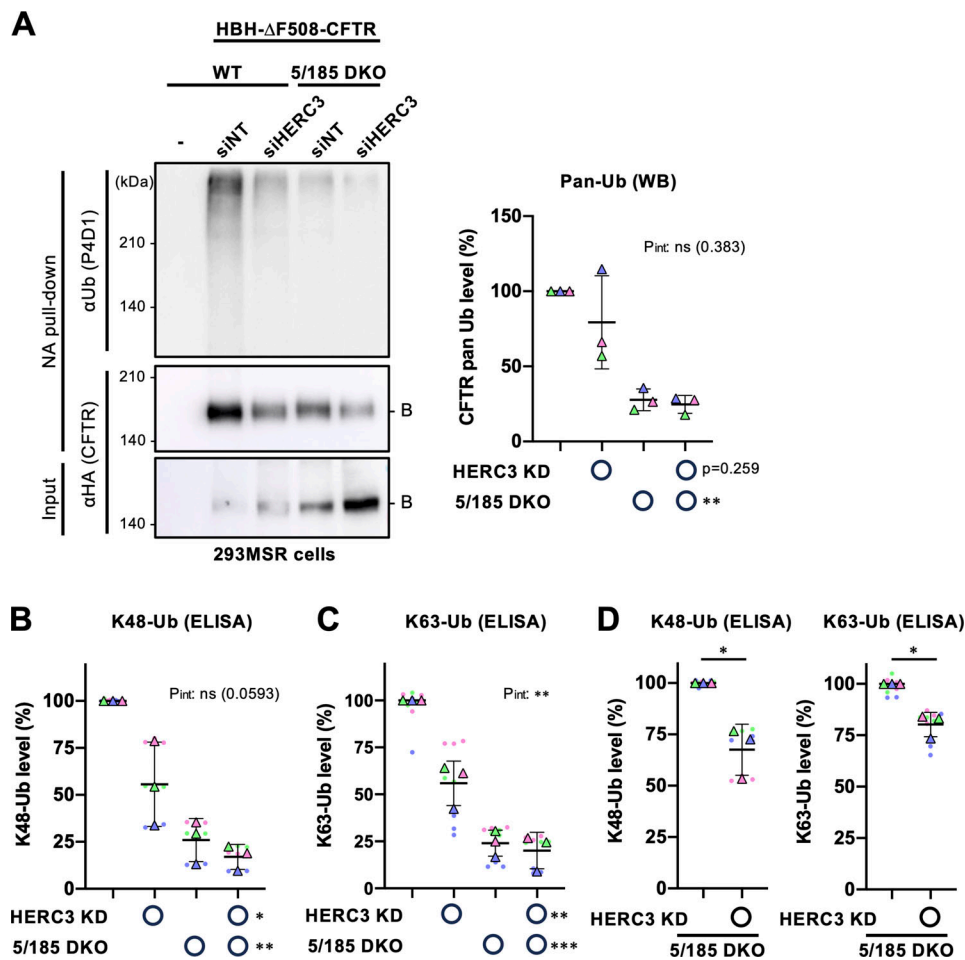 A
HBH-ΔF508-CFTR
WT
5/185 DKO
-
siNT
siHERC3
siNT
siHERC3
(kDa)
NA pull-down
αUb (P4D1)
210
140
αHA (CFTR)
210
B
140
Input
B
140
293MSR cells
Pan-Ub (WB)
CFTR pan Ub level (%)
150
100
50
0
Pint: ns (0.383)
HERC3 KD
p=0.259
5/185 DKO
**
B
K48-Ub (ELISA)
K48-Ub level (%)
100
75
50
25
0
Pint: ns (0.0593)
HERC3 KD
*
5/185 DKO
**
C
K63-Ub (ELISA)
K63-Ub level (%)
100
75
50
25
0
Pint: **
HERC3 KD
**
5/185 DKO
***
D
K48-Ub (ELISA)
*
K48-Ub level (%)
100
75
50
25
0
HERC3 KD
5/185 DKO
K63-Ub (ELISA)
*
K63-Ub level (%)
100
75
50
25
0
HERC3 KD
5/185 DKO